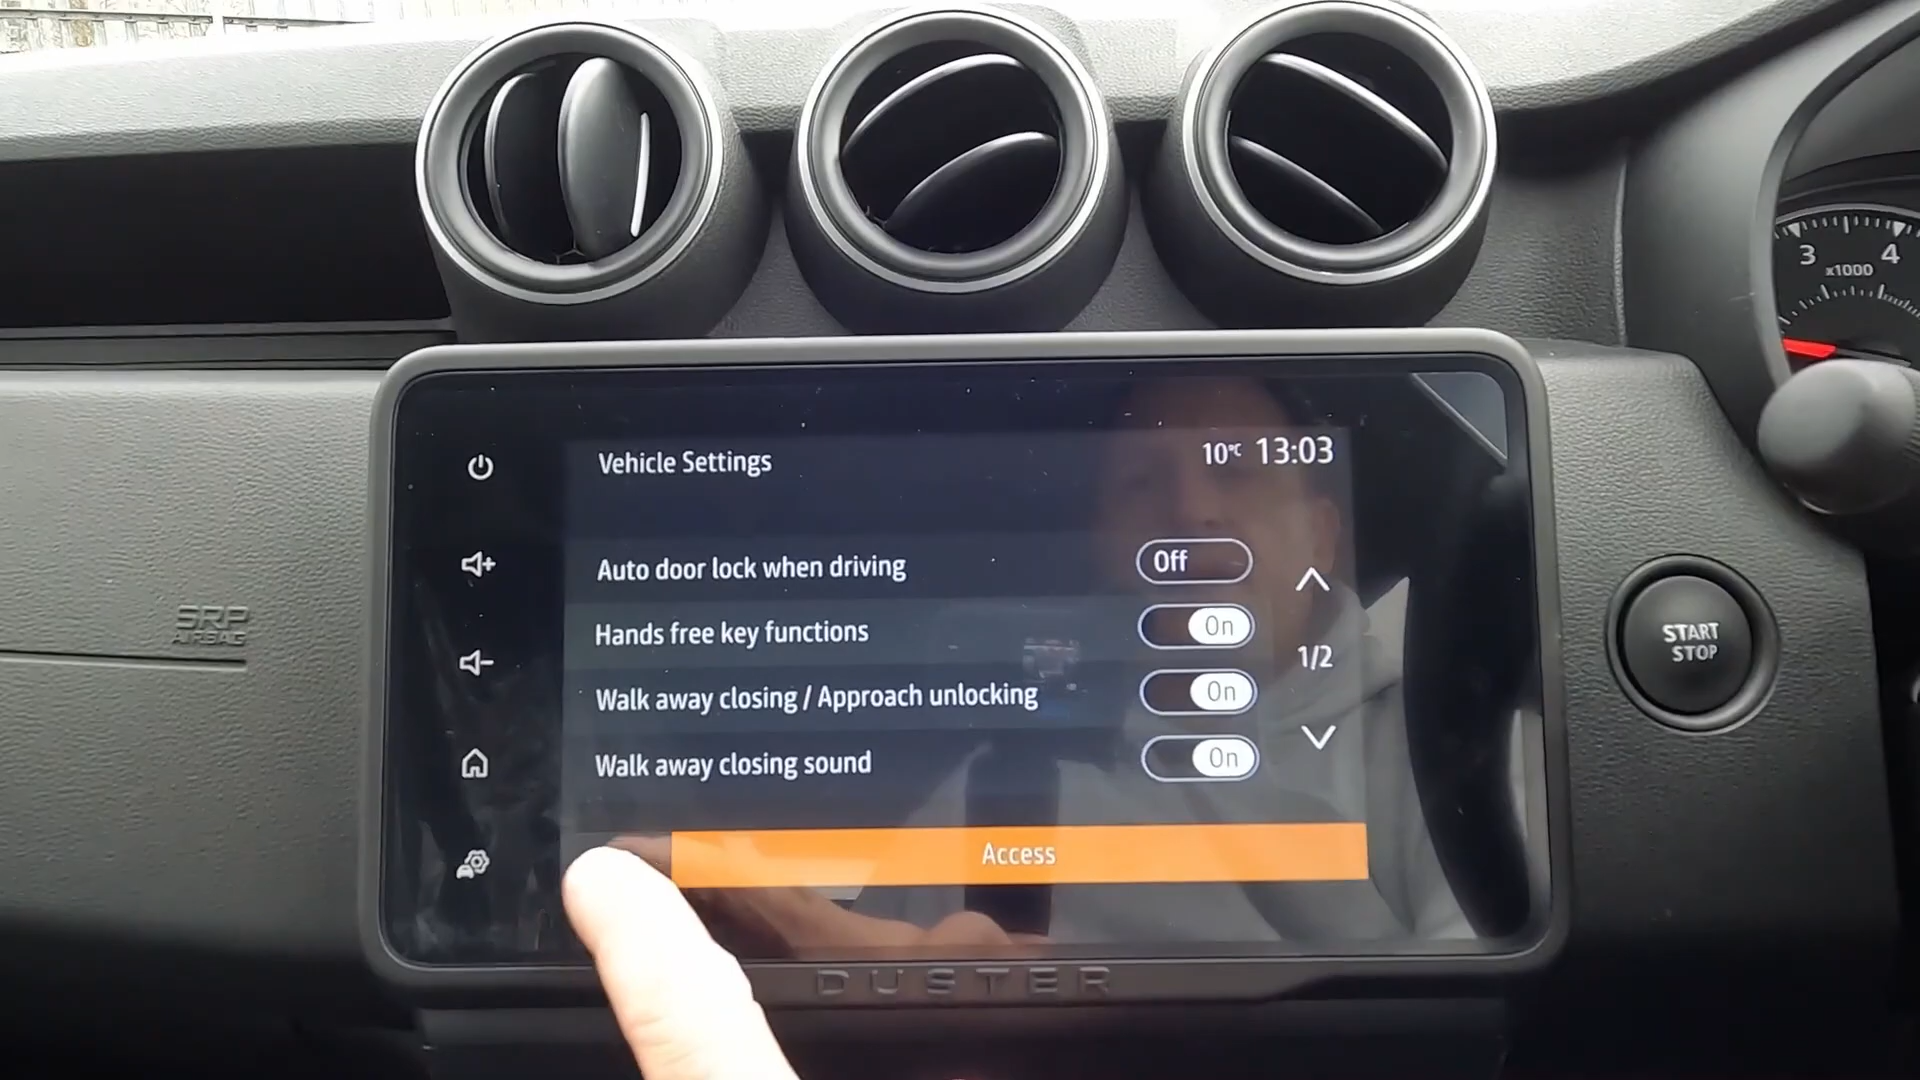 3 4
x1000
Vehicle Settings 10°C 13:03
Auto door lock when driving Off
Hands free key functions On
1/2
Walk away closing / Approach unlocking On
Walk away closing sound On
Access
SRP
AIRBAG
START
STOP
DUSTER